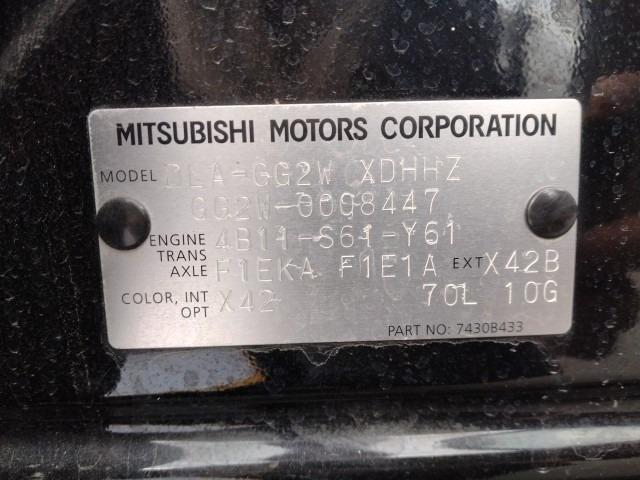 MITSUBISHI MOTORS CORPORATION
MODEL DLA-GG2W XDHHZ
GG2W-0008447
ENGINE 4B11-S61-Y61
TRANS
AXLE F1EKA F1E1A EXT X42B
COLOR, INT X42 70L 10G
OPT
PART NO: 7430B433